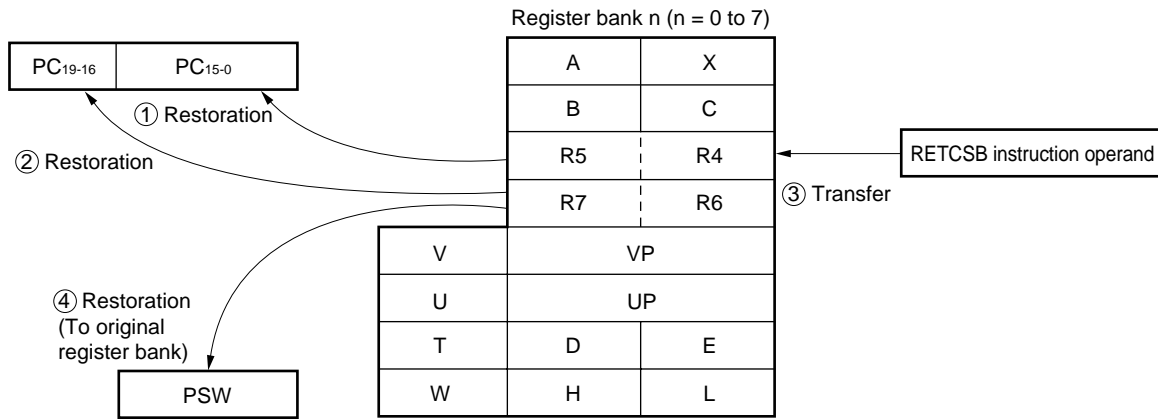 Register bank n (n = 0 to 7)
PC19-16 PC15-0
A X
① Restoration
B C
② Restoration
R5 R4
RETCSB instruction operand
R7 R6
③ Transfer
V VP
④ Restoration
(To original
register bank)
U UP
T D E
PSW
W H L